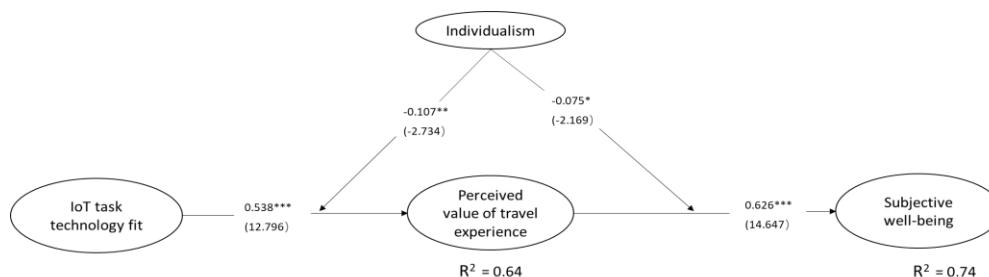 Individualism
-0.107**
(-2.734)
-0.075*
(-2.169)
IoT task
technology fit
0.538***
(12.796)
Perceived
value of travel
experience
0.626***
(14.647)
Subjective
well-being
R² = 0.64
R² = 0.74